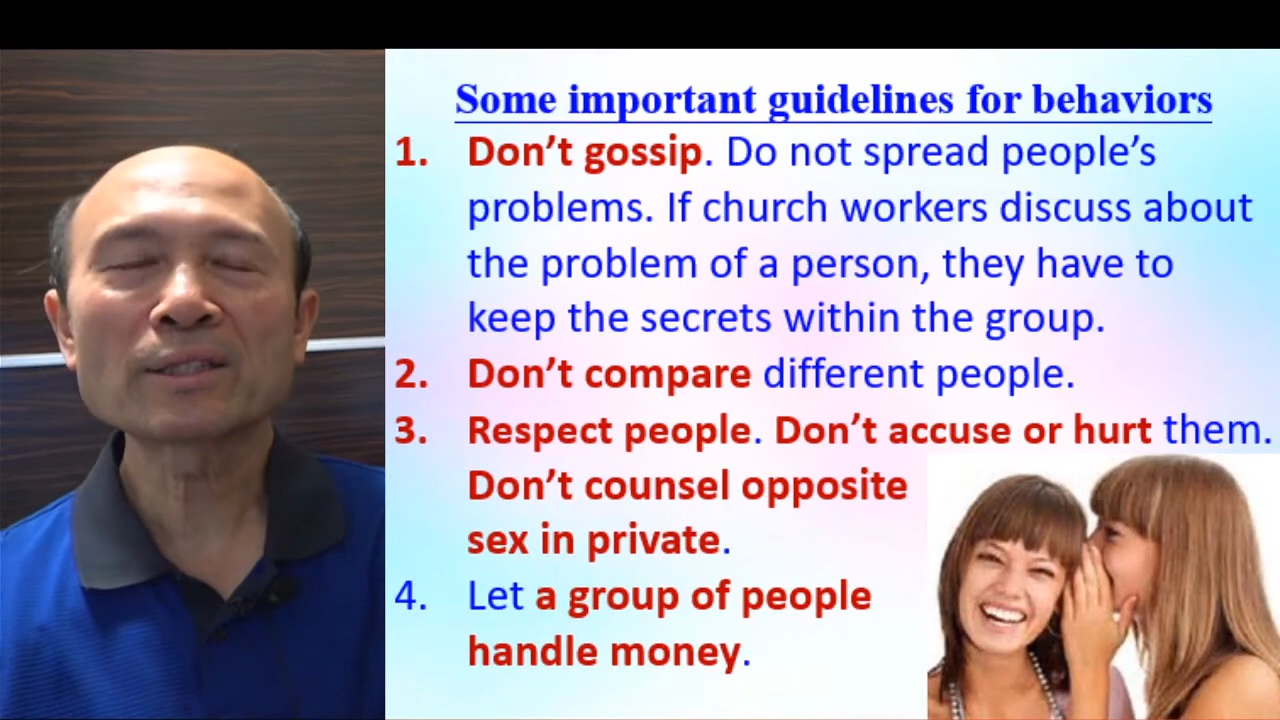 Some important guidelines for behaviors
1. Don't gossip. Do not spread people's
problems. If church workers discuss about
the problem of a person, they have to
keep the secrets within the group.
2. Don't compare different people.
3. Respect people. Don't accuse or hurt them.
Don't counsel opposite
sex in private.
4. Let a group of people
handle money.